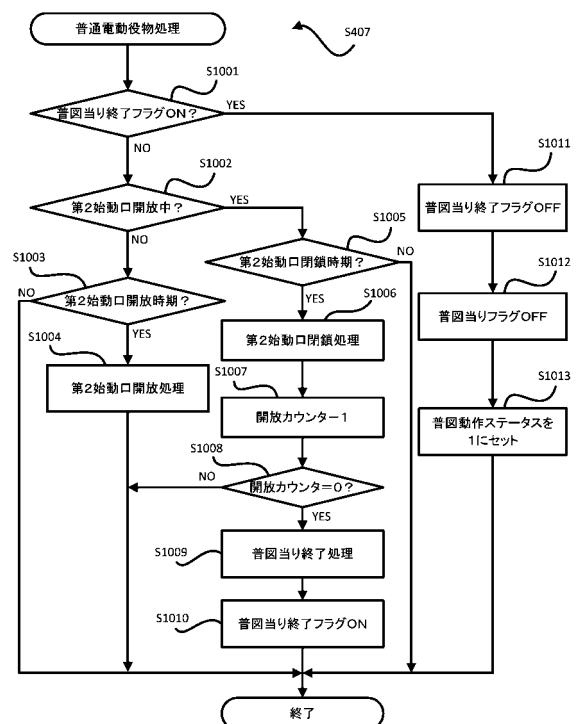 普通電動役物処理
S407
S1001
普図当り終了フラグON？
YES
NO
S1002
第2始動口開放中？
YES
NO
S1011
普図当り終了フラグOFF
S1003
NO
第2始動口開放時期？
YES
S1005
第2始動口閉鎖時期？
NO
YES
S1012
普図当りフラグOFF
S1004
第2始動口開放処理
S1006
第2始動口閉鎖処理
S1007
開放カウンター1
S1013
普図動作ステータスを
1にセット
S1008
NO
開放カウンタ＝0？
YES
S1009
普図当り終了処理
S1010
普図当り終了フラグON
終了